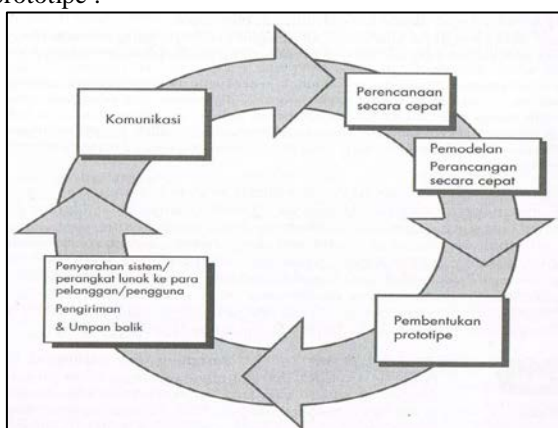 prototipe :
Komunikasi
Perencanaan
secara cepat
Pemodelan
Perancangan
secara cepat
Pembentukan
prototipe
Penyerahan sistem/
perangkat lunak ke para
pelanggan/pengguna
Pengiriman
& Umpan balik